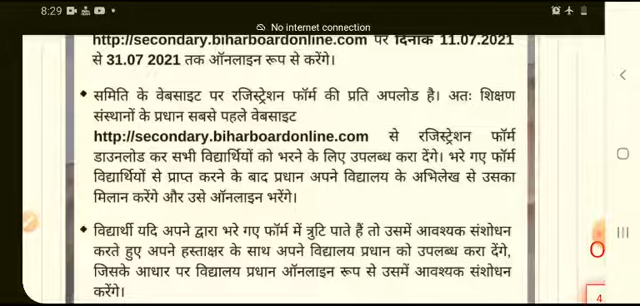 8:29
No internet connection
http://secondary.biharboardonline.com पर दिनांक 11.07.2021
से 31.07 2021 तक ऑनलाइन रूप से करेंगे।
◆ समिति के वेबसाइट पर रजिस्ट्रेशन फॉर्म की प्रति अपलोड है। अतः शिक्षण
संस्थानों के प्रधान सबसे पहले वेबसाइट
http://secondary.biharboardonline.com से रजिस्ट्रेशन फॉर्म
डाउनलोड कर सभी विद्यार्थियों को भरने के लिए उपलब्ध करा देंगे। भरे गए फॉर्म
विद्यार्थियों से प्राप्त करने के बाद प्रधान अपने विद्यालय के अभिलेख से उसका
मिलान करेंगे और उसे ऑनलाइन भरेंगे।
◆ विद्यार्थी यदि अपने द्वारा भरे गए फॉर्म में त्रुटि पाते हैं तो उसमें आवश्यक संशोधन
करते हुए अपने हस्ताक्षर के साथ अपने विद्यालय प्रधान को उपलब्ध करा देंगे,
जिसके आधार पर विद्यालय प्रधान ऑनलाइन रूप से उसमें आवश्यक संशोधन
करेंगे।
O
4